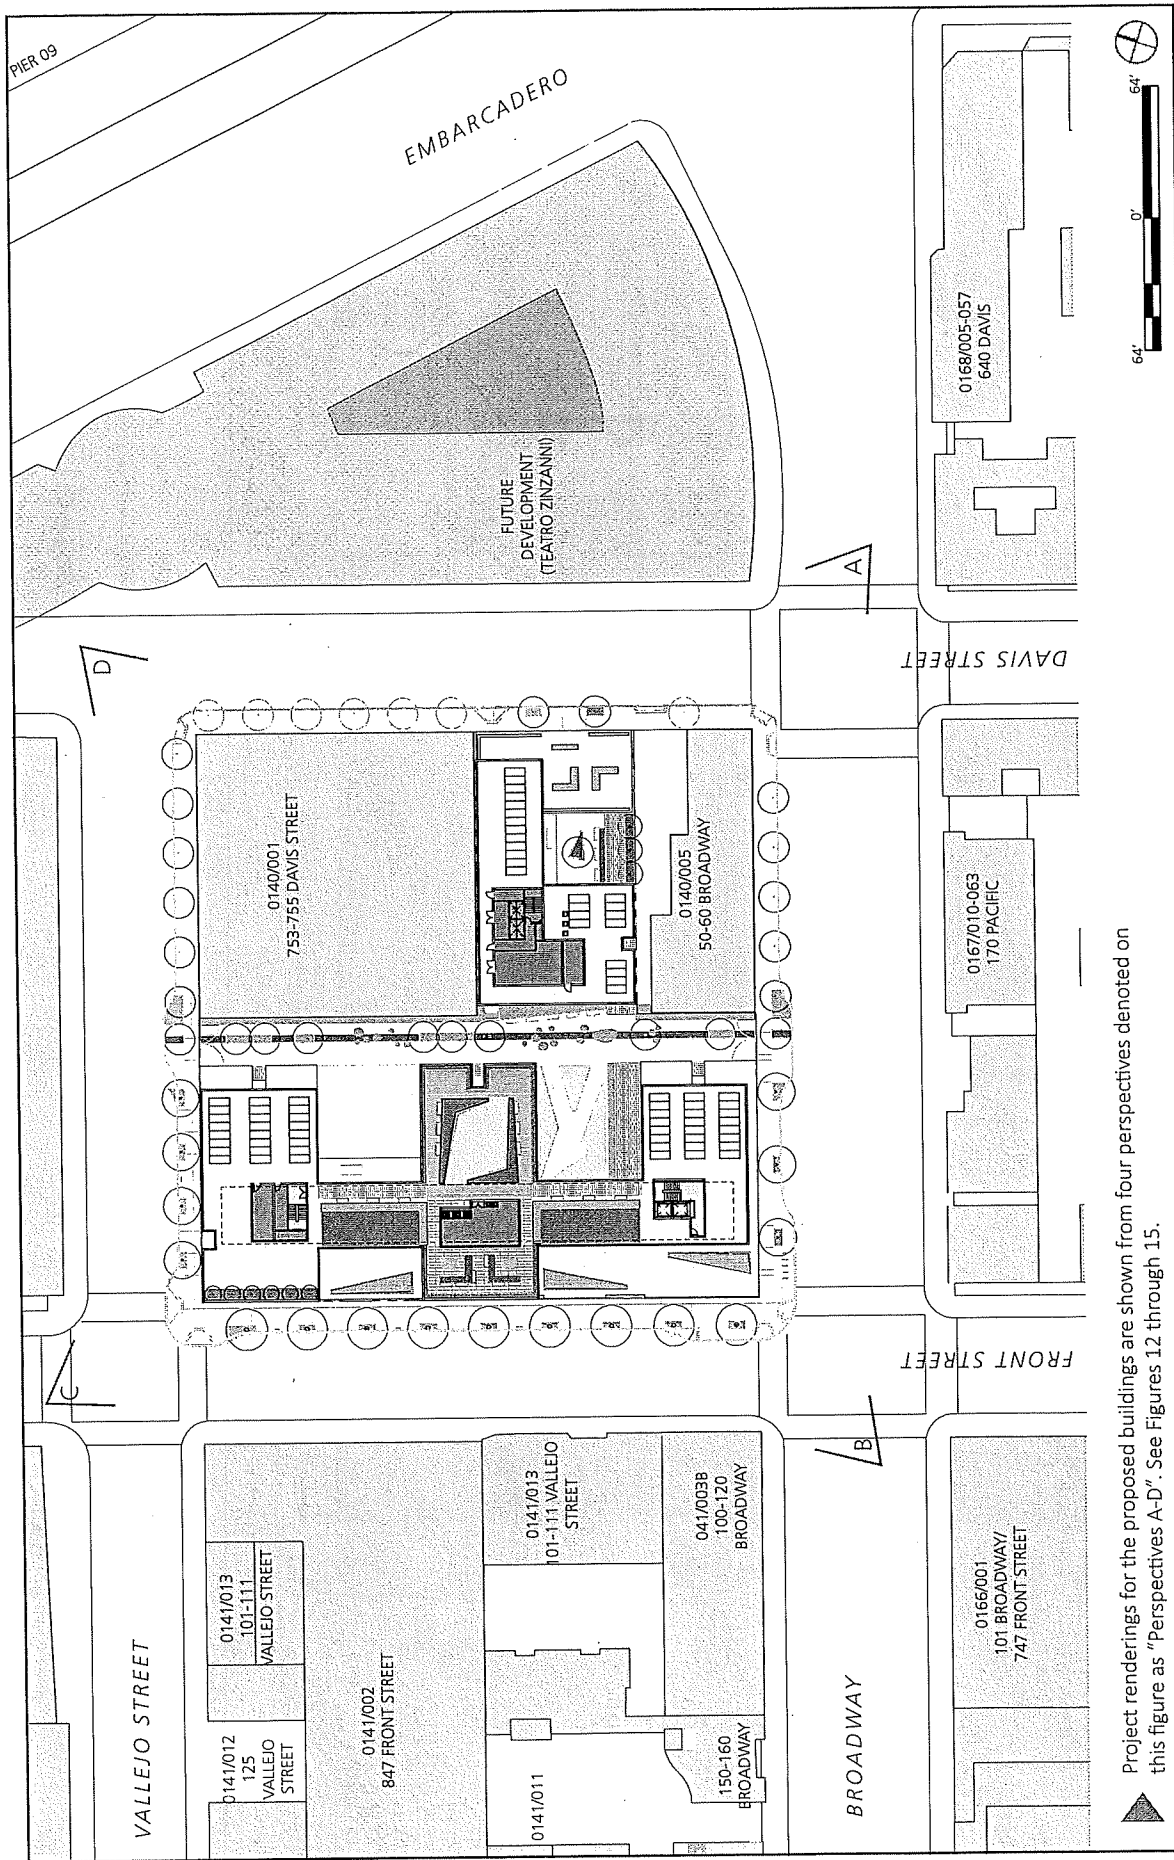 PIER 09
EMBARCADERO
VALLEJO STREET
D
C
0141/012
125
VALLEJO
STREET
0141/013
101-111
VALLEJO STREET
0140/001
753-755 DAVIS STREET
FUTURE
DEVELOPMENT
(TEATRO ZINZANNI)
0141/002
847 FRONT STREET
0141/011
0141/013
101-111 VALLEJO
STREET
041/003B
100-120
BROADWAY
150-160
BROADWAY
0140/005
50-60 BROADWAY
BROADWAY
B
A
FRONT STREET
DAVIS STREET
0166/001
101 BROADWAY/
747 FRONT STREET
0167/010-063
170 PACIFIC
0168/005-057
640 DAVIS
Project renderings for the proposed buildings are shown from four perspectives denoted on
this figure as "Perspectives A-D". See Figures 12 through 15.
64' 0' 64'